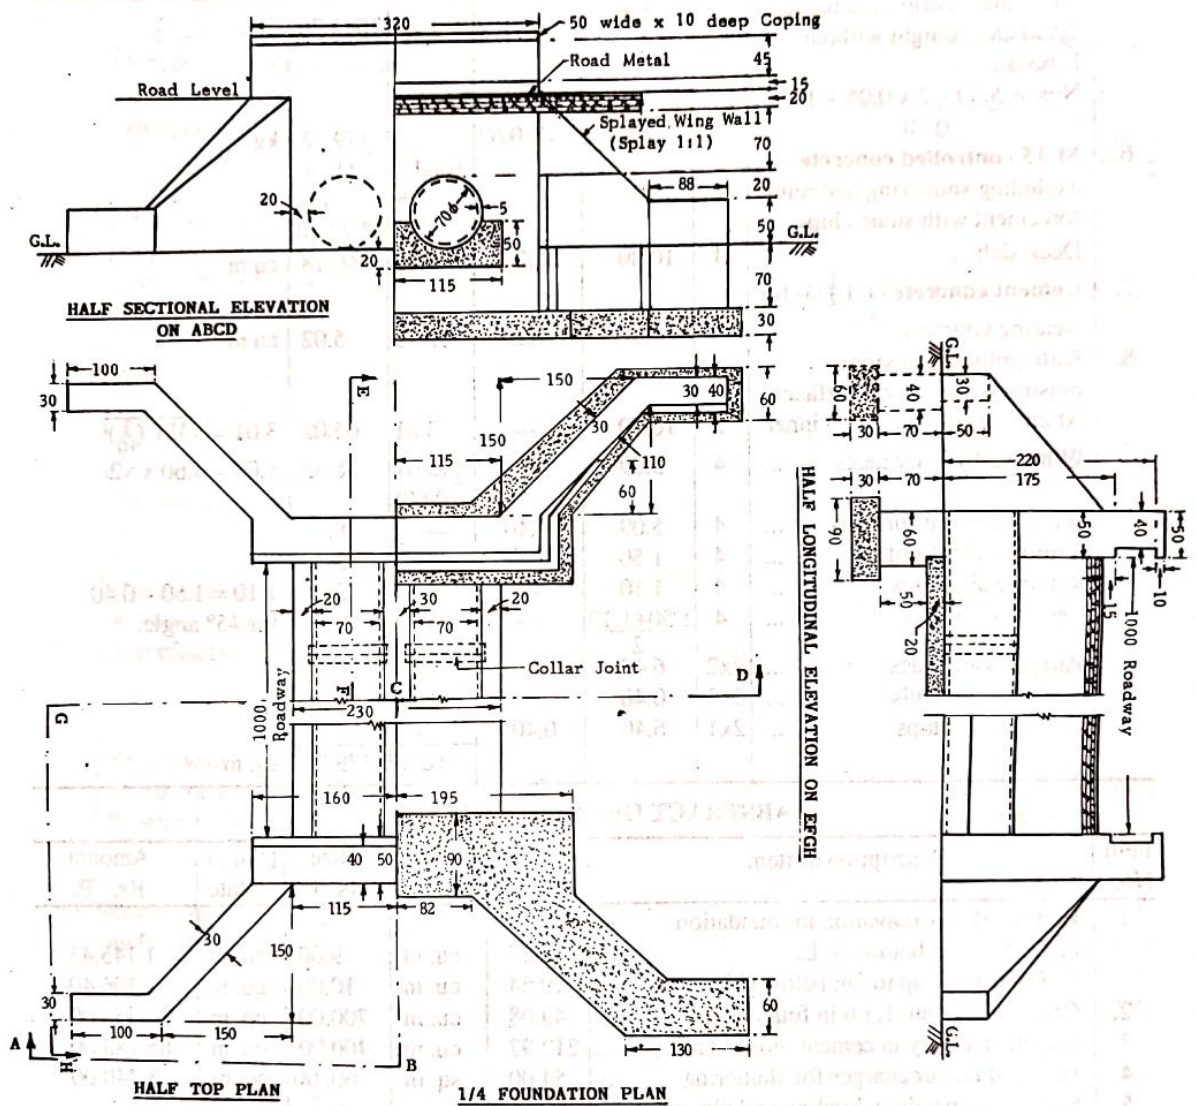 320
50 wide x 10 deep Coping
Road Metal
45
15
20
Road Level
Splayed Wing Wall
(Splay 1:1)
70
88
20
20
70φ
5
50
50
G.L.
G.L.
20
115
70
30
HALF SECTIONAL ELEVATION
ON ABCD
100
30
E
150
30 40
60
150
30
115
110
60
20
30
20
70
70
Collar Joint
D
C
F
G
230
1000
Roadway
160
195
40 50
90
115
82
30
150
30
100
150
60
130
A
H
B
HALF TOP PLAN
1/4 FOUNDATION PLAN
G.L.
60
40
30
30
70
50
220
30
70
175
90
60
50
40
50
50
20
15
10
1000 Roadway
HALF LONGITUDINAL ELEVATION ON EFGH
G.L.